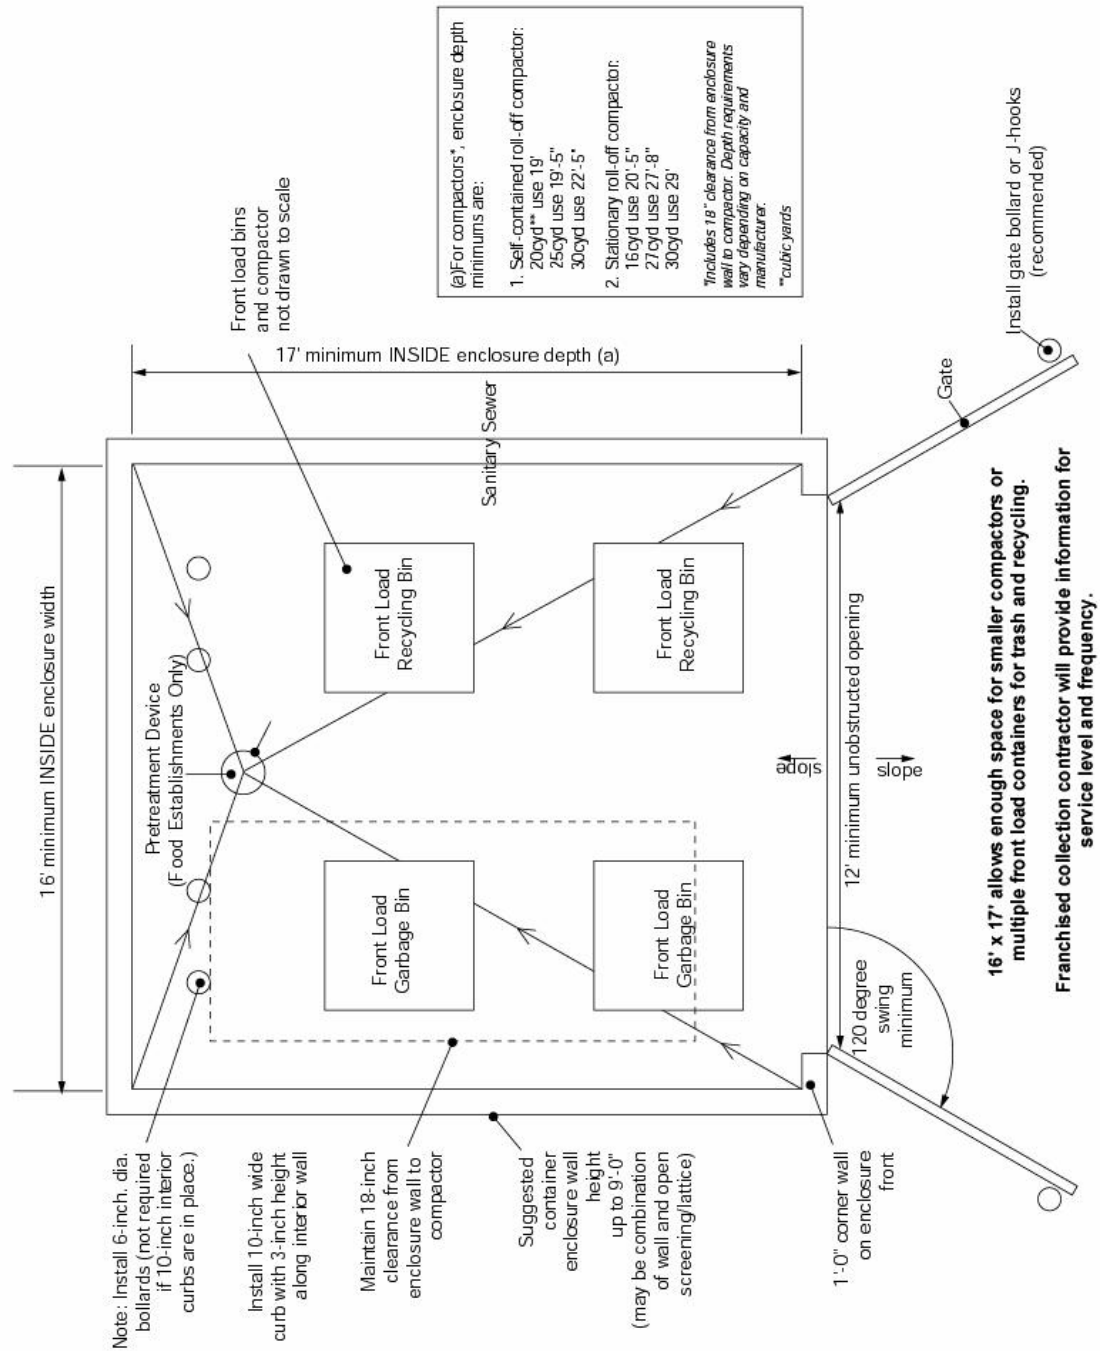 16' minimum INSIDE enclosure width
Note: Install 6-inch. dia.
bollards (not required
if 10-inch interior
curbs are in place.)
Install 10-inch wide
curb with 3-inch height
along interior wall
Maintain 18-inch
clearance from
enclosure wall to
compactor
Suggested
container
enclosure wall
height
up to 9'-0"
(may be combination
of wall and open
screening/lattice)
1'-0" corner wall
on enclosure
front
Pretreatment Device
(Food Establishments Only)
Front Load
Garbage Bin
Front Load
Recycling Bin
Front Load
Garbage Bin
Front Load
Recycling Bin
Sanitary Sewer
17' minimum INSIDE enclosure depth (a)
Front load bins
and compactor
not drawn to scale
slope
slope
12' minimum unobstructed opening
120 degree
swing
minimum
Gate
Install gate bollard or J-hooks
(recommended)
(a)For compactors*, enclosure depth
minimums are:
1. Self-contained roll-off compactor:
20cyd** use 19'
25cyd use 19'-5"
30cyd use 22'-5"
2. Stationary roll-off compactor:
16cyd use 20'-5"
27cyd use 27'-8"
30cyd use 29'
*Includes 18" clearance from enclosure
wall to compactor. Depth requirements
vary depending on capacity and
manufacturer.
**cubic yards
16' x 17' allows enough space for smaller compactors or
multiple front load containers for trash and recycling.
Franchised collection contractor will provide information for
service level and frequency.